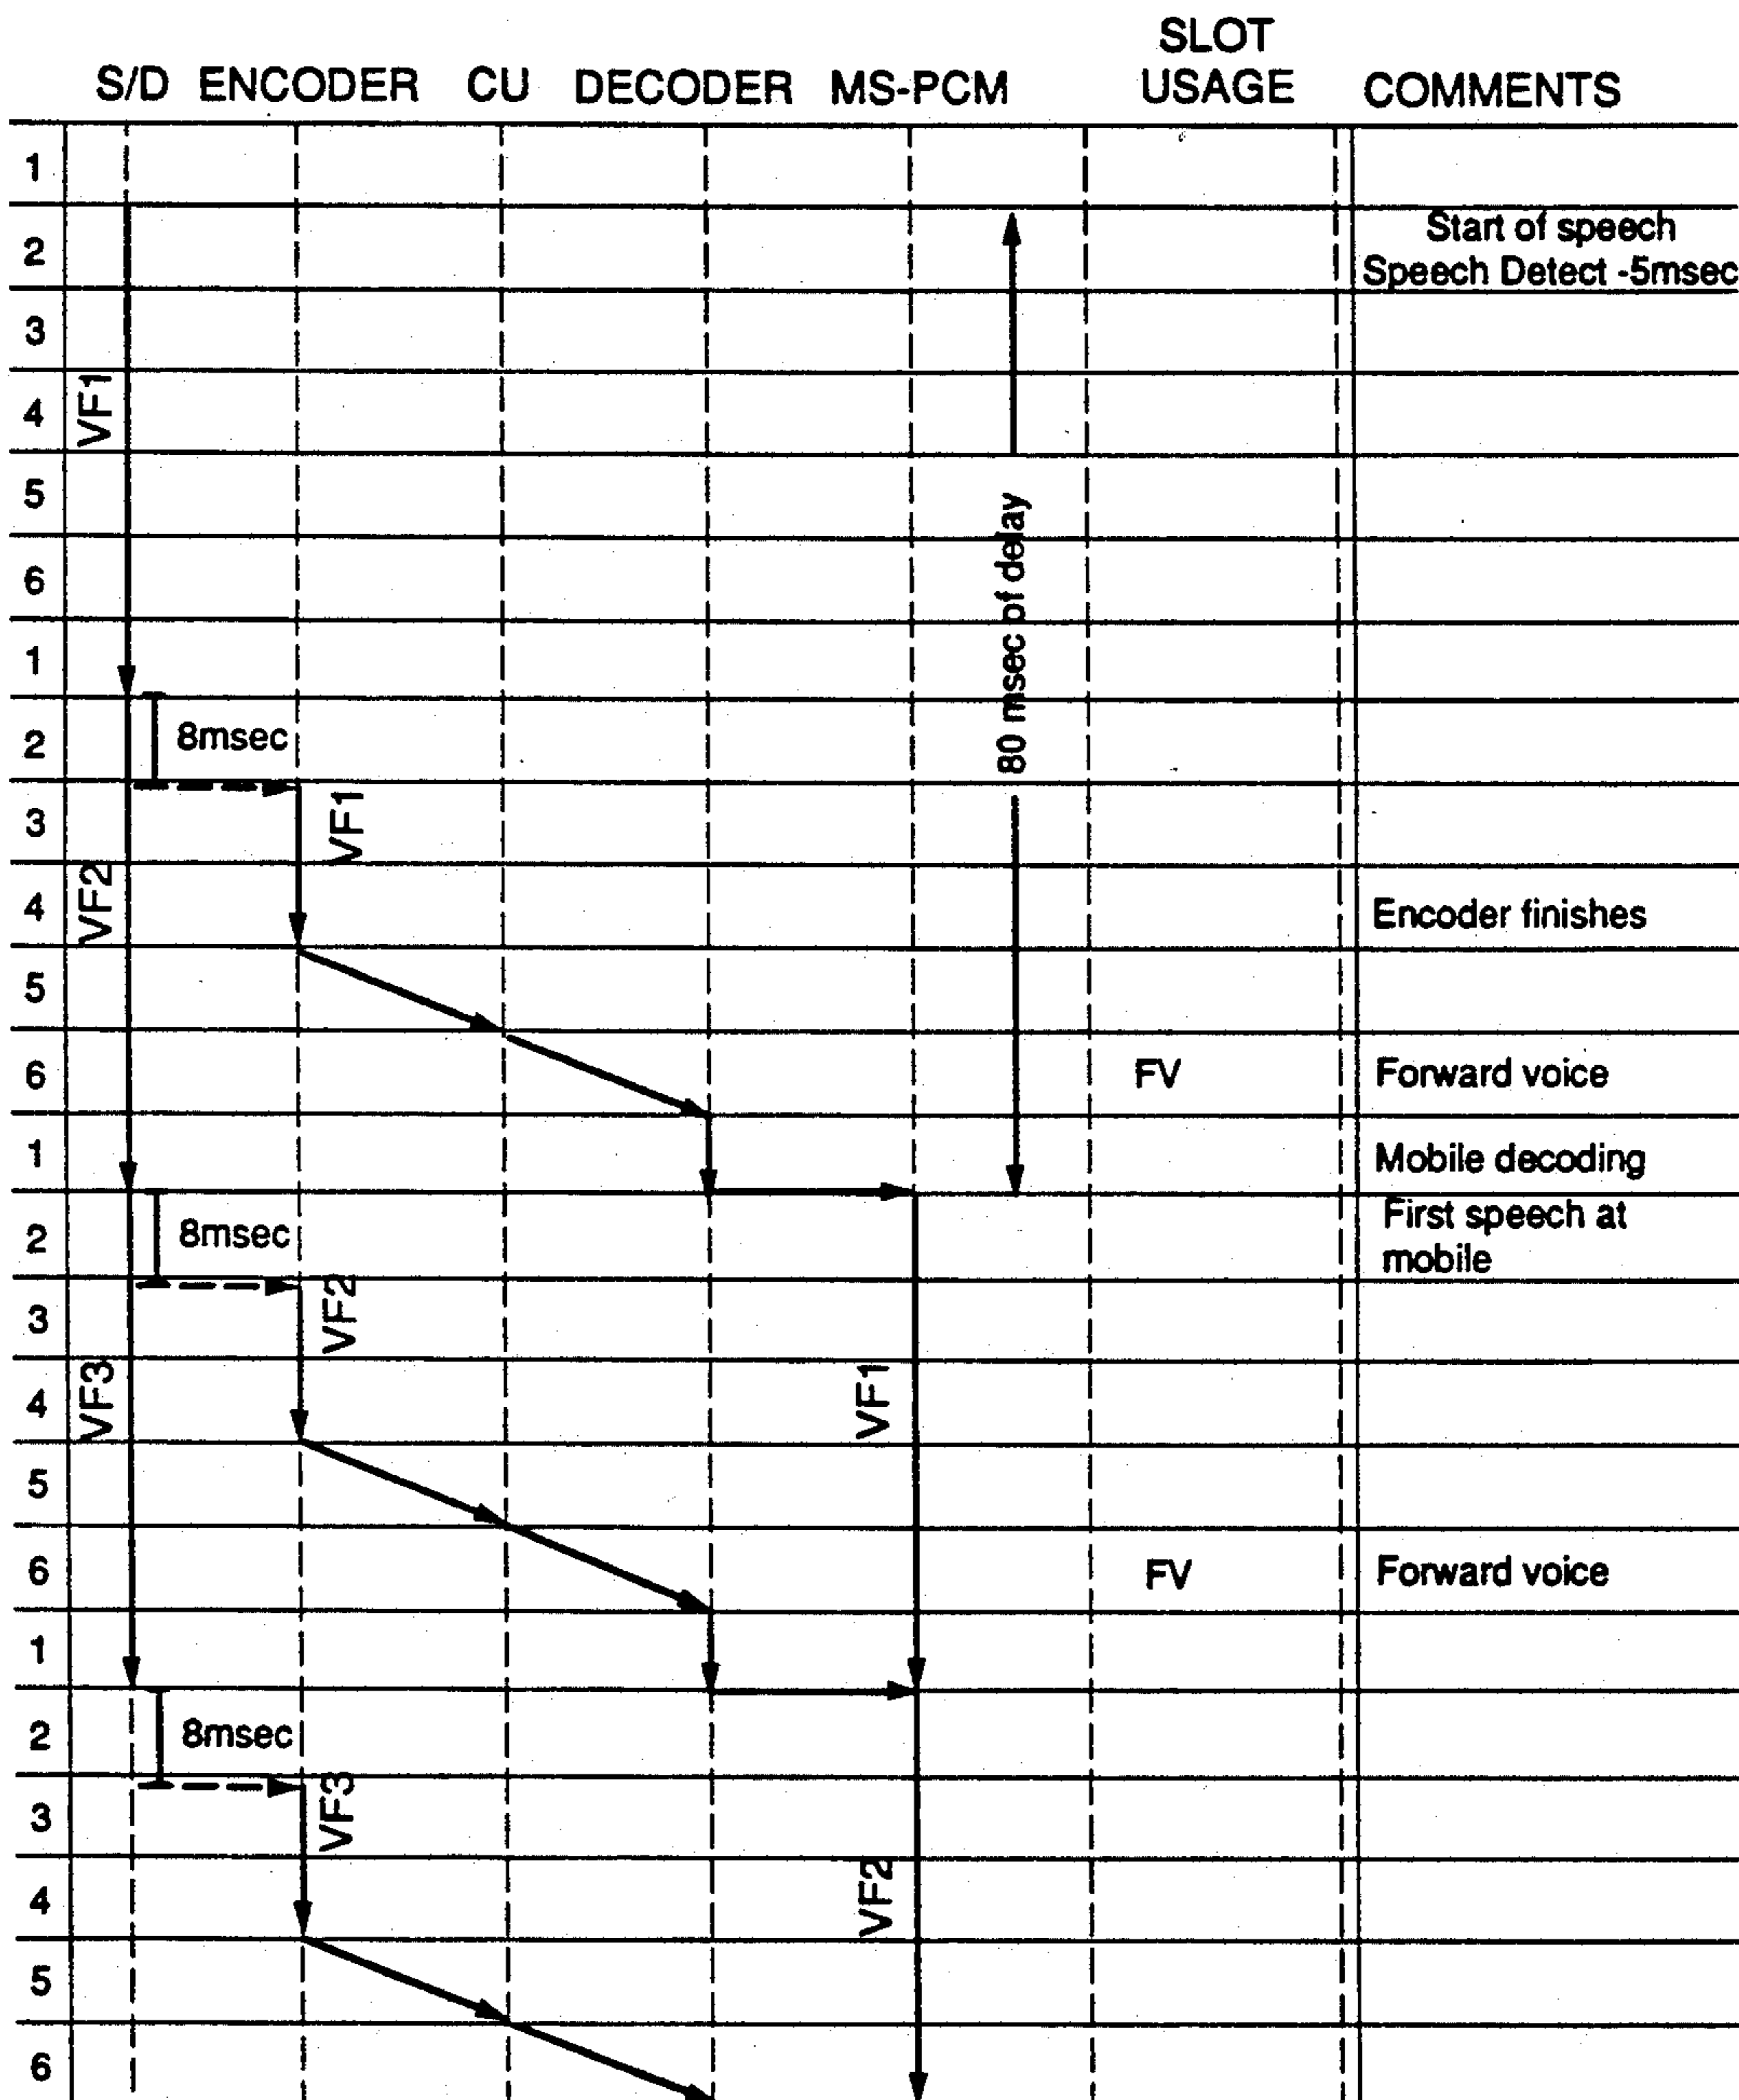 SLOT
S/D ENCODER CU DECODER MS-PCM USAGE COMMENTS
1
2 Start of speech
Speech Detect -5msec
3
VF1
4
5
6
80 msec of delay
1
2 8msec
3 VF1
VF2
4 Encoder finishes
5
6 FV Forward voice
1 Mobile decoding
2 8msec First speech at
mobile
3 VF2
VF3
4 VF1
5
6 FV Forward voice
1
2 8msec
3 VF3
4 VF2
5
6